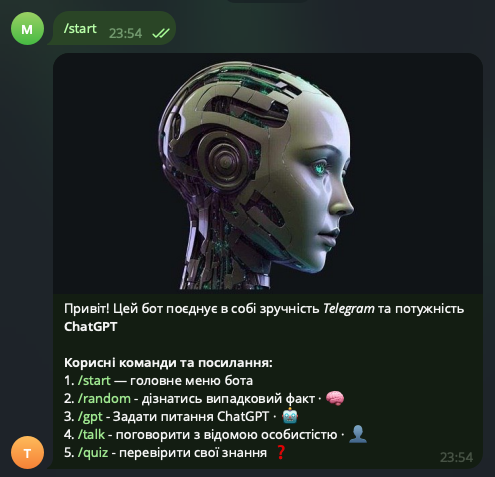 M
/start 23:54
Привіт! Цей бот поєднує в собі зручність Telegram та потужність
ChatGPT
Корисні команди та посилання:
1. /start — головне меню бота
2. /random - дізнатись випадковий факт · 🧠
3. /gpt - Задати питання ChatGPT · 🤖
4. /talk - поговорити з відомою особистістю · 👤
5. /quiz - перевірити свої знання ❓
23:54
T